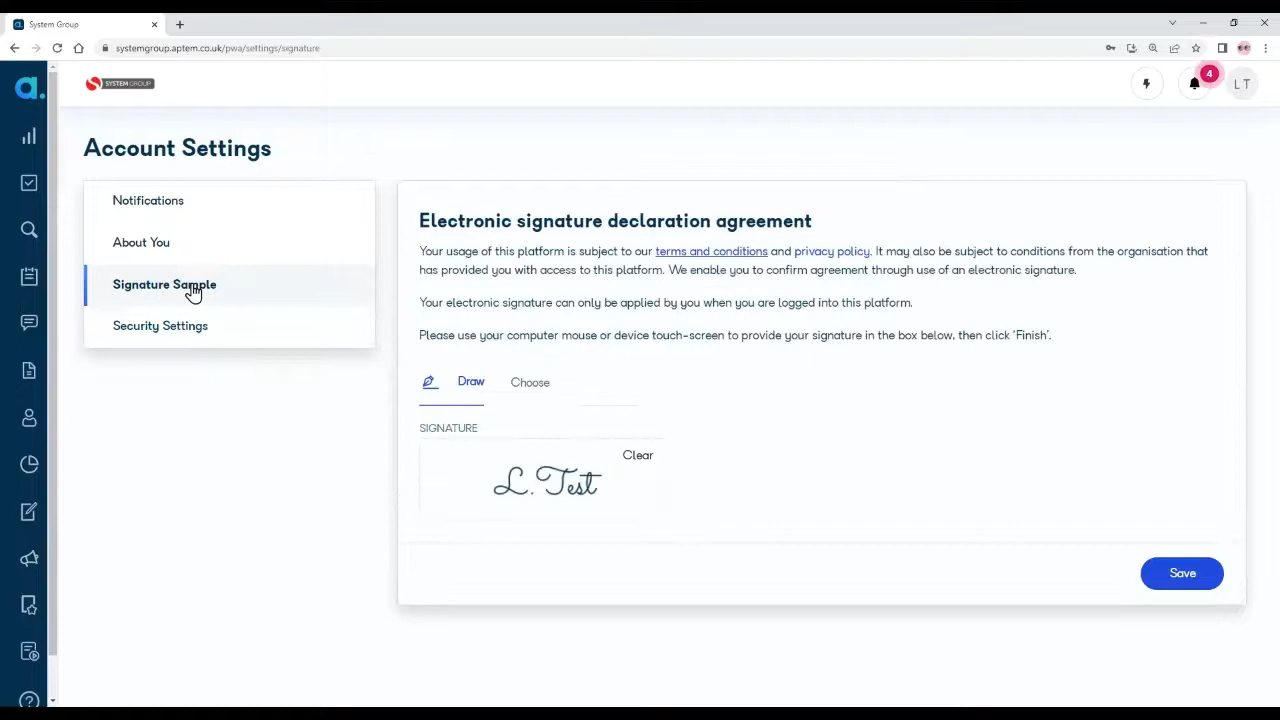 System Group
systemgroup.aptem.co.uk/pwa/settings/signature
a.
SYSTEM GROUP
4
L T
Account Settings
Notifications
About You
Signature Sample
Security Settings
Electronic signature declaration agreement
Your usage of this platform is subject to our terms and conditions and privacy policy. It may also be subject to conditions from the organisation that
has provided you with access to this platform. We enable you to confirm agreement through use of an electronic signature.
Your electronic signature can only be applied by you when you are logged into this platform.
Please use your computer mouse or device touch-screen to provide your signature in the box below, then click ‘Finish’.
Draw
Choose
SIGNATURE
Clear
L. Test
Save